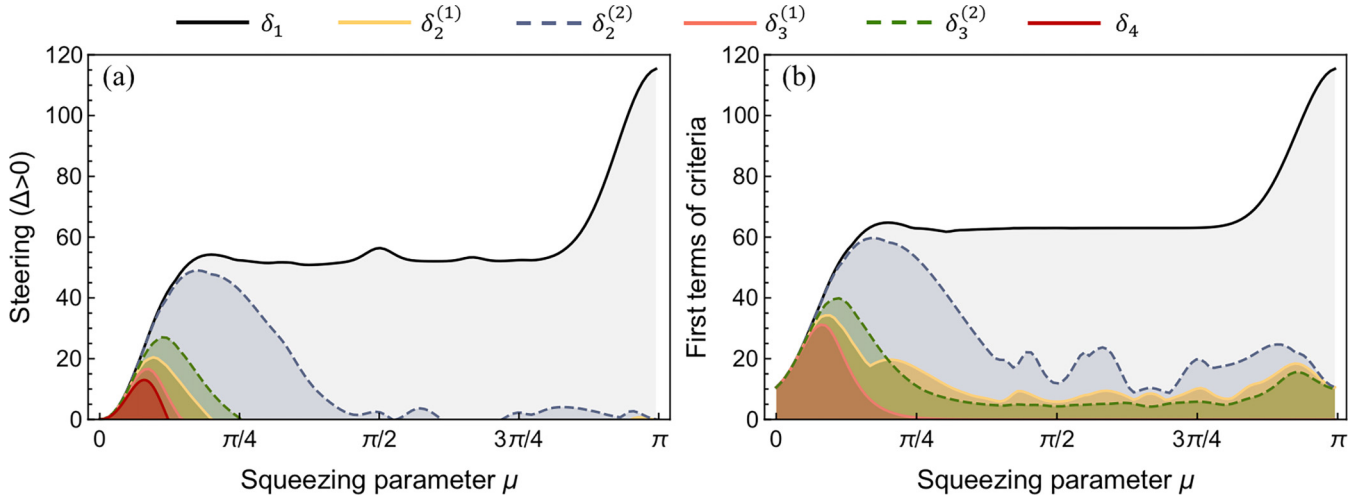 δ₁ δ₂⁽¹⁾ δ₂⁽²⁾ δ₃⁽¹⁾ δ₃⁽²⁾ δ₄
(a)
Steering (Δ>0)
120
100
80
60
40
20
0
0 π/4 π/2 3π/4 π
Squeezing parameter μ
(b)
First terms of criteria
120
100
80
60
40
20
0
0 π/4 π/2 3π/4 π
Squeezing parameter μ